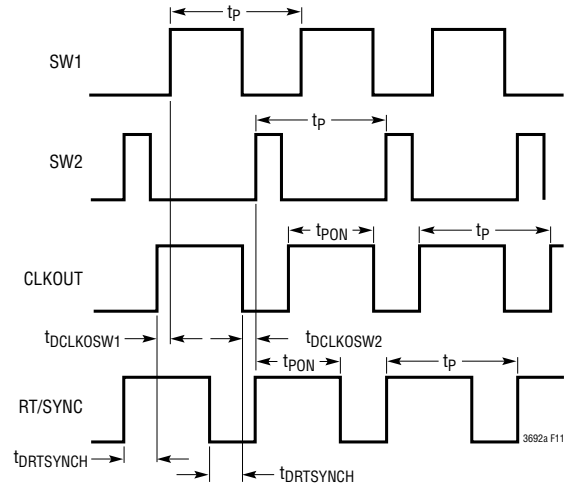 tP
SW1
tP
SW2
tPON
tP
CLKOUT
tDCLKOSW1
tDCLKOSW2
tPON
tP
RT/SYNC
3692a F11
tDRTSYNCH
tDRTSYNCH